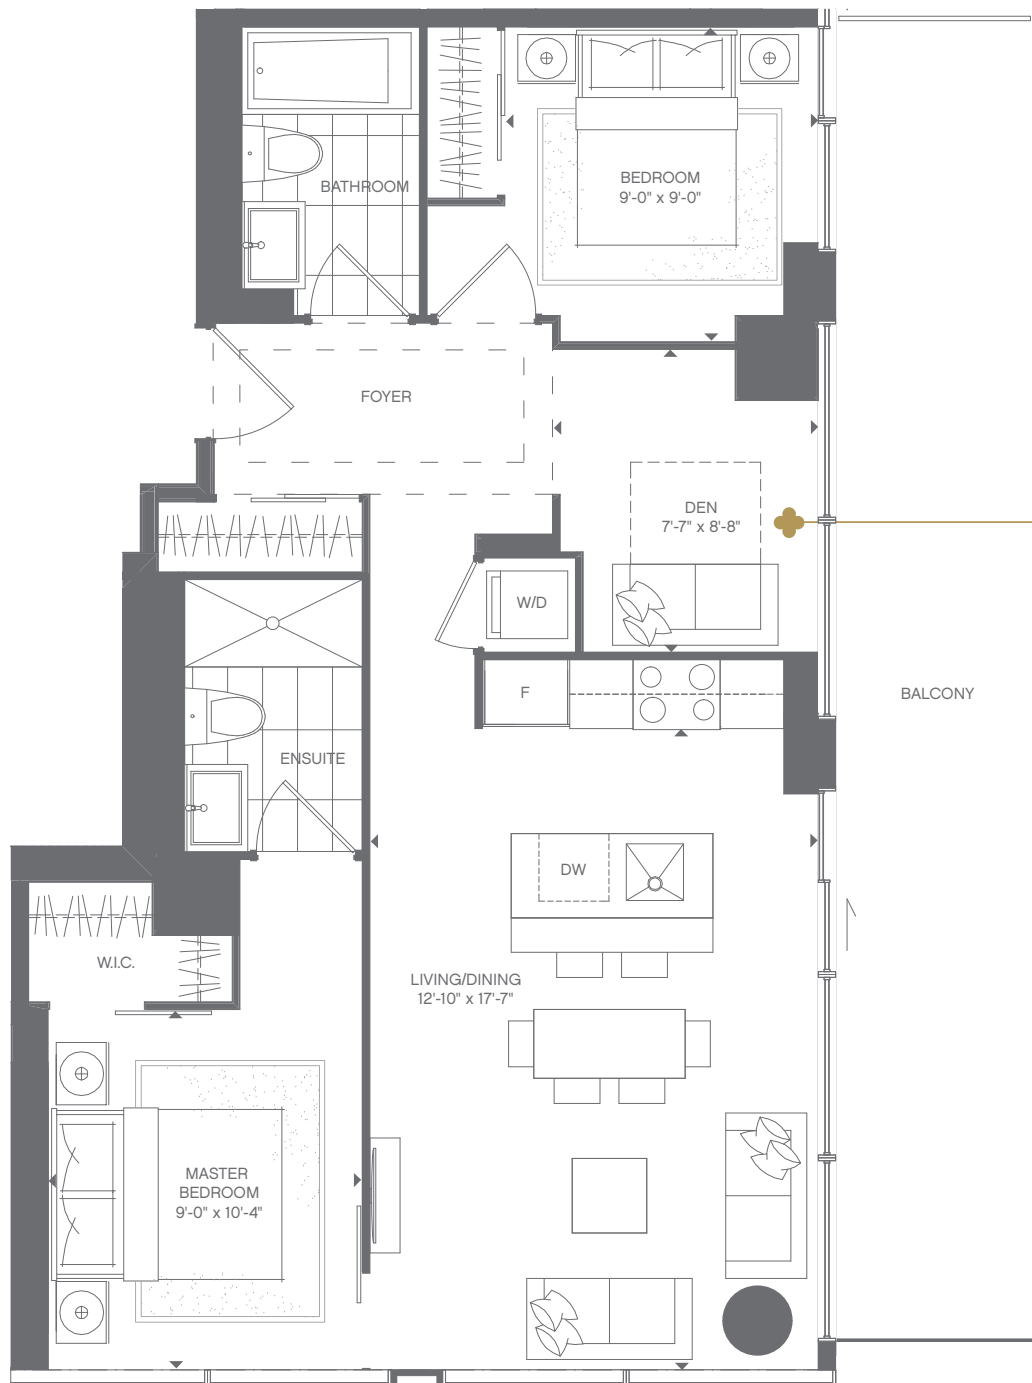 BATHROOM
BEDROOM
9'-0" x 9'-0"
FOYER
DEN
7'-7" x 8'-8"
W/D
F
BALCONY
ENSUITE
DW
W.I.C.
LIVING/DINING
12'-10" x 17'-7"
MASTER
BEDROOM
9'-0" x 10'-4"